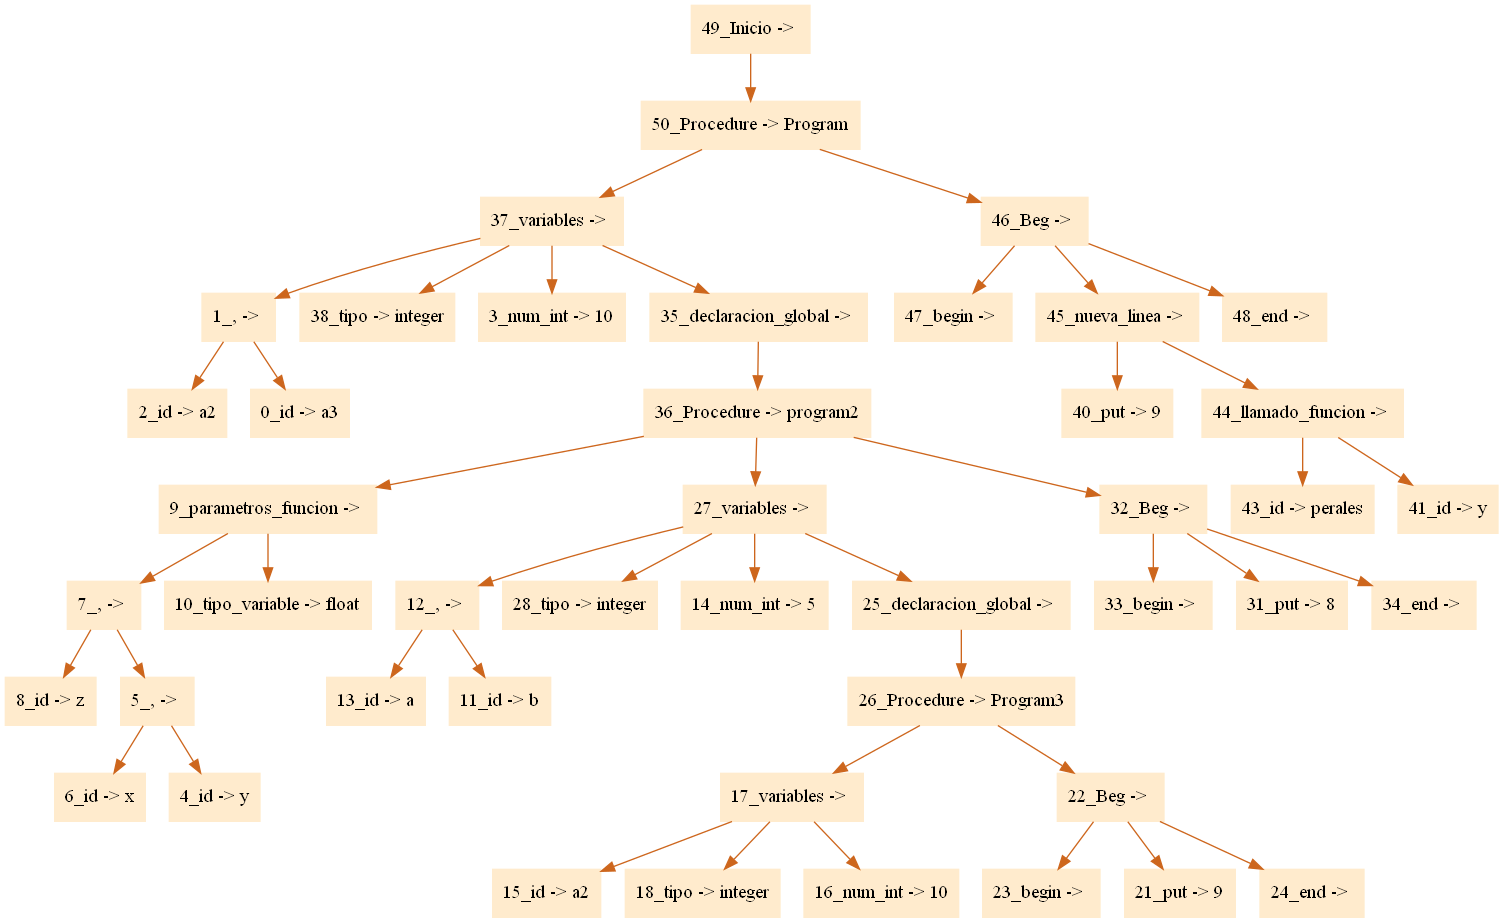 49_Inicio ->
50_Procedure -> Program
37_variables ->
46_Beg ->
1_, ->
38_tipo -> integer
3_num_int -> 10
35_declaracion_global ->
47_begin ->
45_nueva_linea ->
48_end ->
2_id -> a2
0_id -> a3
36_Procedure -> program2
40_put -> 9
44_llamado_funcion ->
9_parametros_funcion ->
27_variables ->
32_Beg ->
43_id -> perales
41_id -> y
7_, ->
10_tipo_variable -> float
12_, ->
28_tipo -> integer
14_num_int -> 5
25_declaracion_global ->
33_begin ->
31_put -> 8
34_end ->
8_id -> z
5_, ->
13_id -> a
11_id -> b
26_Procedure -> Program3
6_id -> x
4_id -> y
17_variables ->
22_Beg ->
15_id -> a2
18_tipo -> integer
16_num_int -> 10
23_begin ->
21_put -> 9
24_end ->